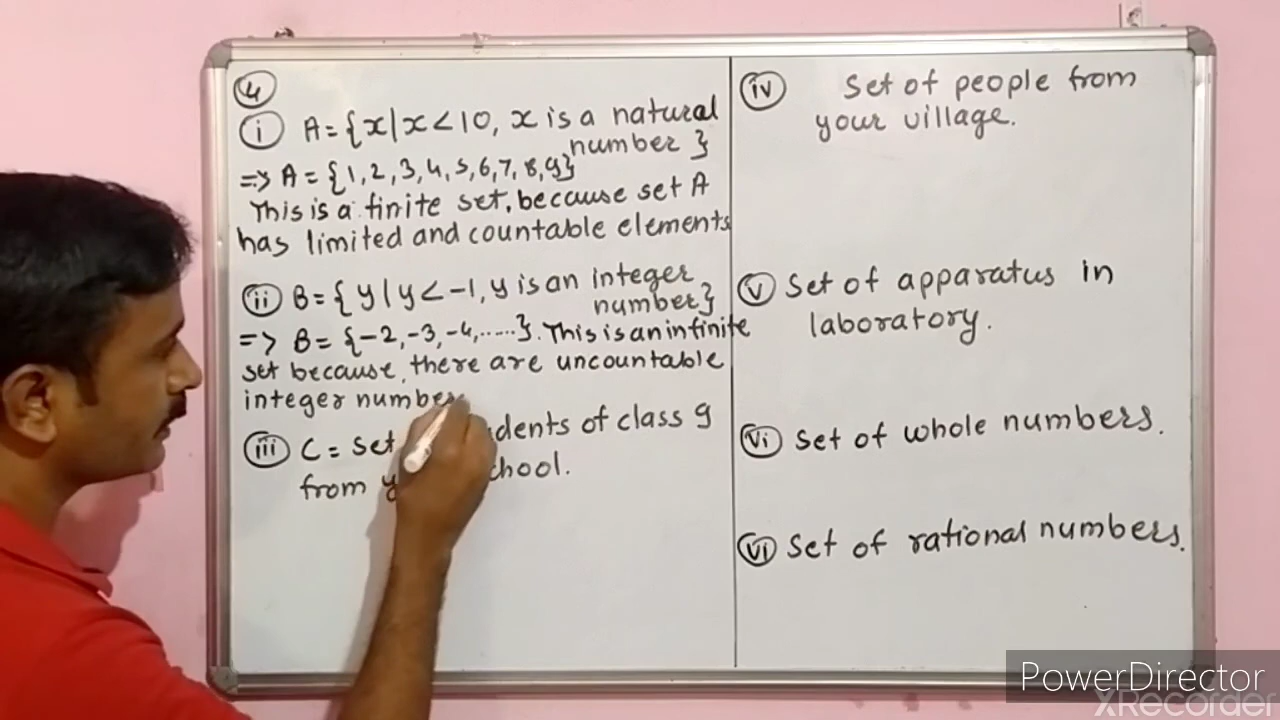 4
i A = {x | x < 10, x is a natural
number }
=> A = {1, 2, 3, 4, 5, 6, 7, 8, 9}
This is a finite set, because set A
has limited and countable elements
ii B = { y | y < -1, y is an integer
number}
=> B = {-2, -3, -4, ......}. This is an infinite
set because, there are uncountable
integer number
iii C = set dents of class 9
from chool.
iv Set of people from
your village.
v Set of apparatus in
laboratory.
vi Set of whole numbers.
vi Set of rational numbers.
PowerDirector
XRecorder